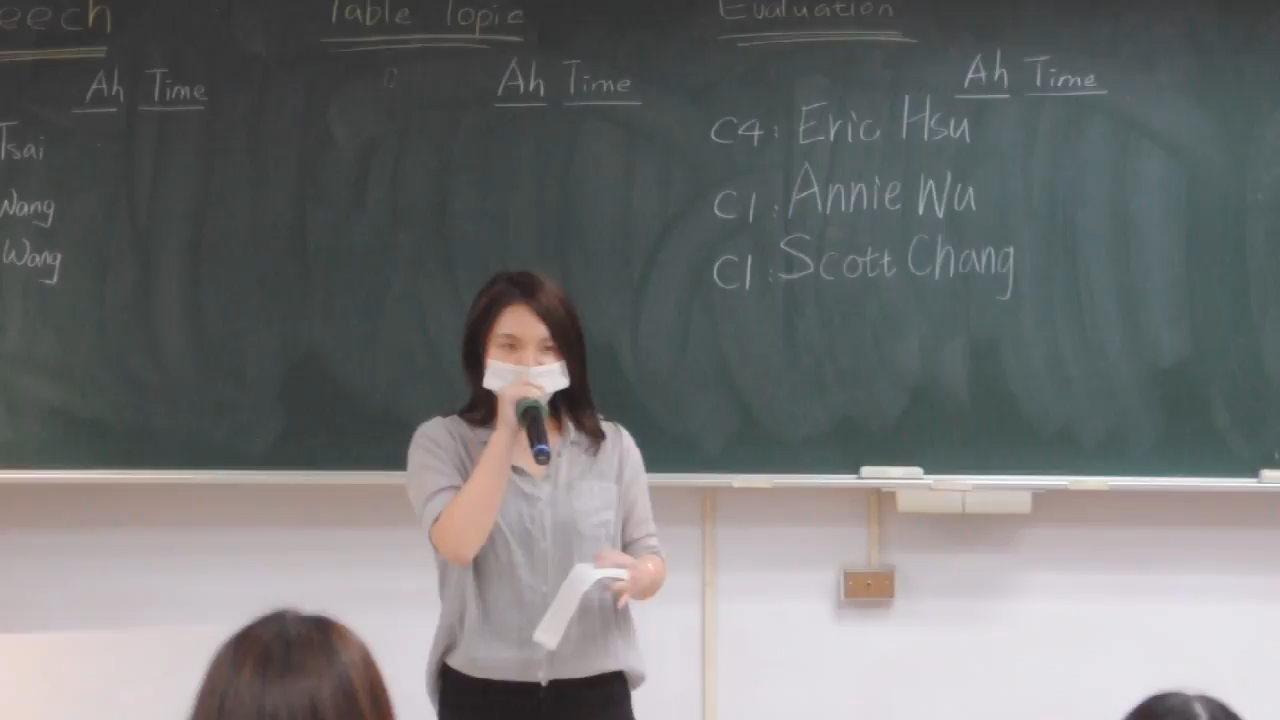 eech
Ah Time
Tsai
Wang
Wang
Table Topic
Ah Time
Evaluation
Ah Time
C4: Eric Hsu
C1: Annie Wu
C1: Scott Chang